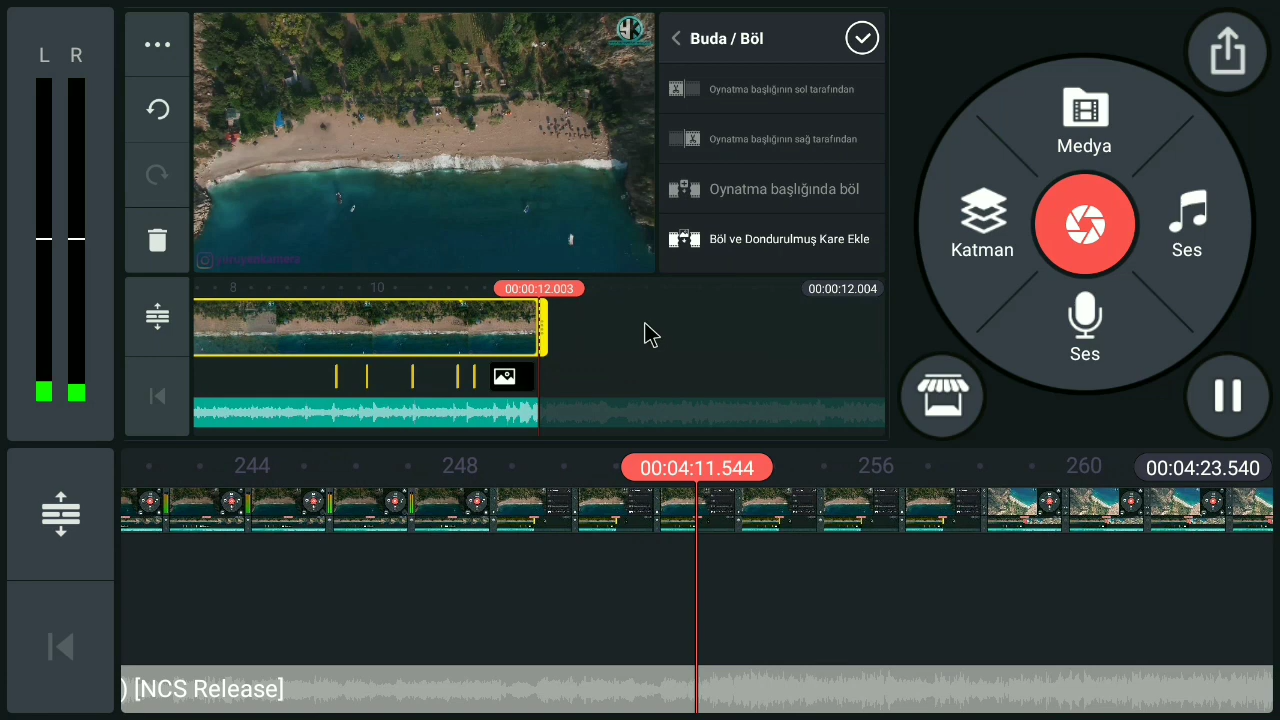 L R
Buda / Böl
Oynatma başlığının sol tarafından
Oynatma başlığının sağ tarafından
Oynatma başlığında böl
Böl ve Dondurulmuş Kare Ekle
Medya
Katman
Ses
Ses
8
10
00:00:12.003
00:00:12.004
244
248
00:04:11.544
256
260
00:04:23.540
) [NCS Release]